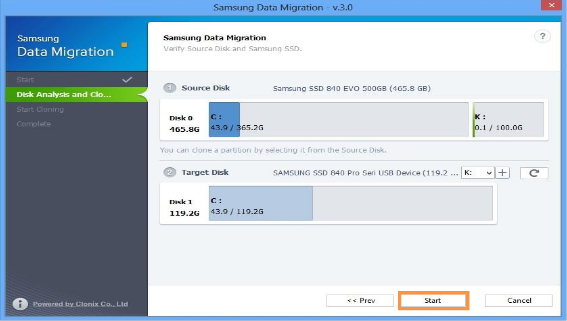 Samsung Data Migration - v.3.0
Samsung
Data Migration
Start
Disk Analysis and Clo...
Start Cloning
Complete
Powered by Clonix Co., Ltd
Samsung Data Migration
Verify Source Disk and Samsung SSD.
?
1 Source Disk Samsung SSD 840 EVO 500GB (465.8 GB)
Disk 0
465.8G
C :
43.9 / 365.2G
K :
0.1 / 100.0G
You can clone a partition by selecting it from the Source Disk.
2 Target Disk SAMSUNG SSD 840 Pro Seri USB Device (119.2 ... K:
Disk 1
119.2G
C :
43.9 / 119.2G
<< Prev Start Cancel